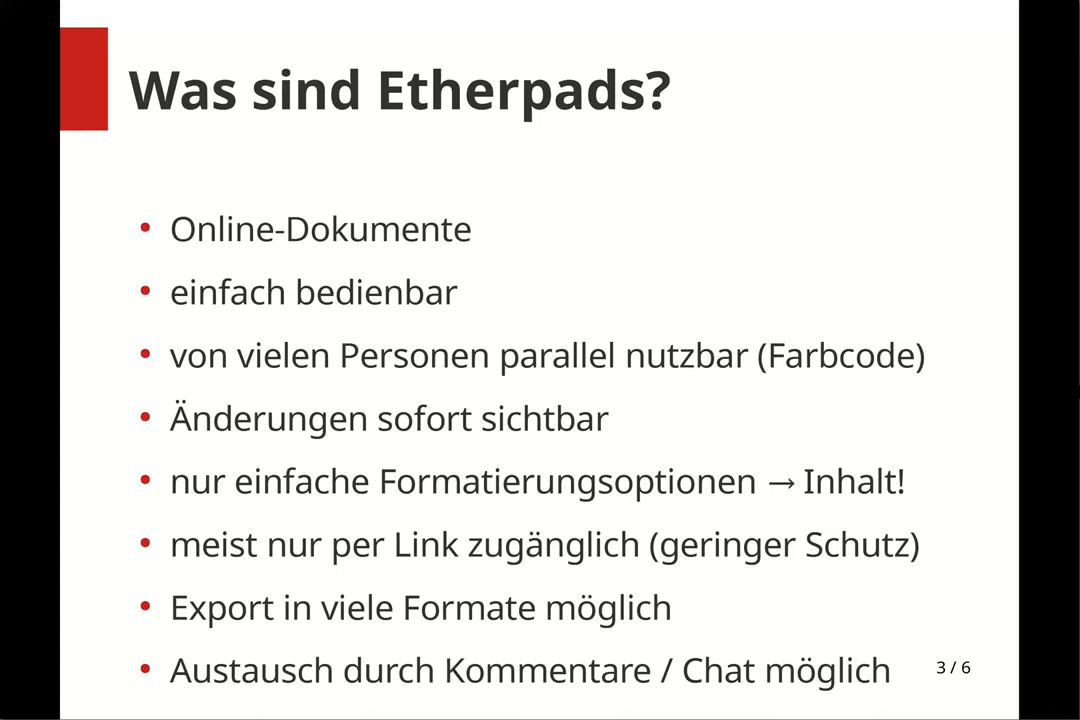 Was sind Etherpads?
• Online-Dokumente
• einfach bedienbar
• von vielen Personen parallel nutzbar (Farbcode)
• Änderungen sofort sichtbar
• nur einfache Formatierungsoptionen → Inhalt!
• meist nur per Link zugänglich (geringer Schutz)
• Export in viele Formate möglich
• Austausch durch Kommentare / Chat möglich
3 / 6